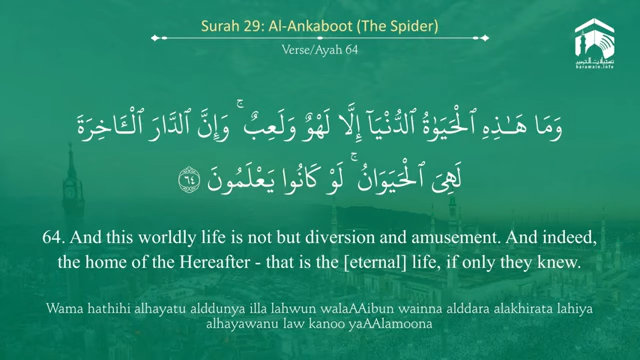 Surah 29: Al-Ankaboot (The Spider)
Verse/Ayah 64
haramain.info
وَمَا هَـٰذِهِ ٱلْحَيَوٰةُ ٱلدُّنْيَآ إِلَّا لَهْوٌ وَلَعِبٌ ۚ وَإِنَّ ٱلدَّارَ ٱلْـَٔاخِرَةَ
لَهِىَ ٱلْحَيَوَانُ ۚ لَوْ كَانُوا يَعْلَمُونَ ٦٤
64. And this worldly life is not but diversion and amusement. And indeed,
the home of the Hereafter - that is the [eternal] life, if only they knew.
Wama hathihi alhayatu alddunya illa lahwun walaAAibun wainna alddara alakhirata lahiya
alhayawanu law kanoo yaAAlamoona